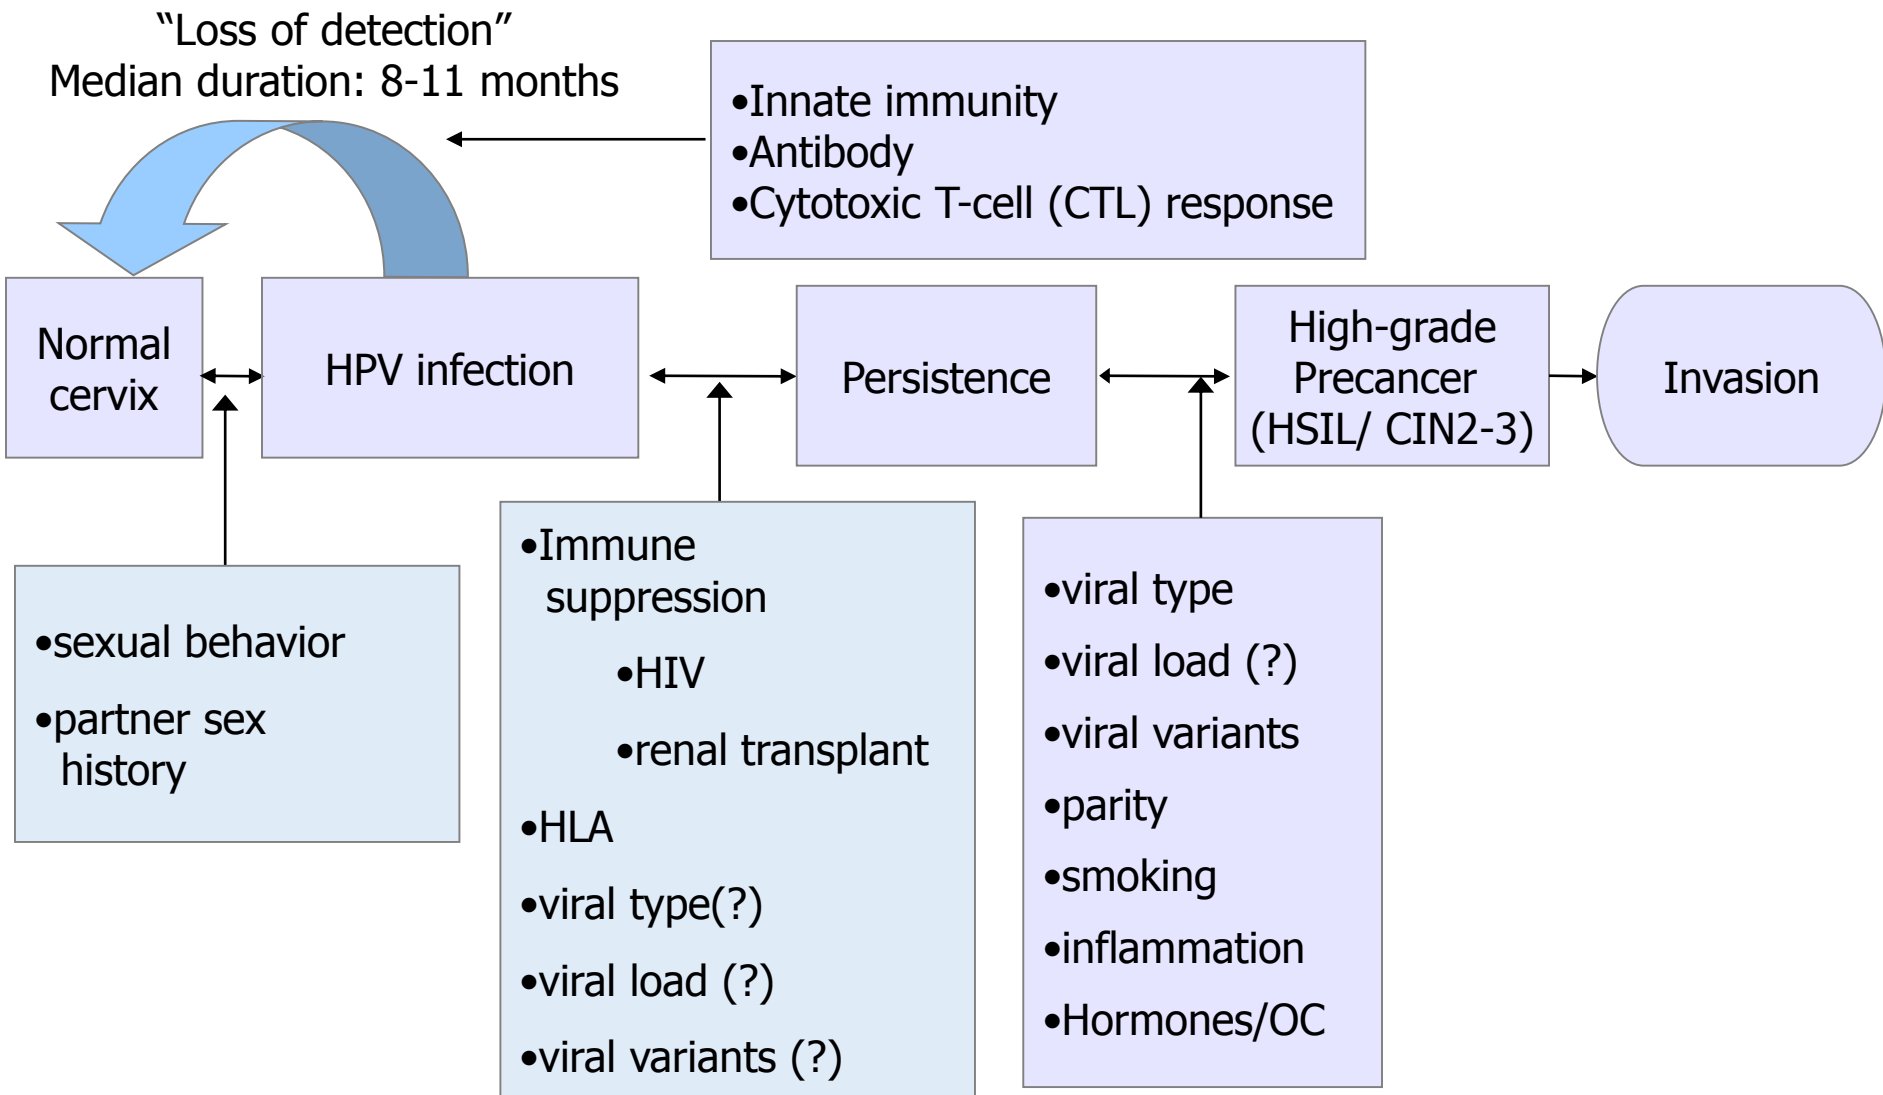 “Loss of detection”
Median duration: 8-11 months
•Innate immunity
•Antibody
•Cytotoxic T-cell (CTL) response
Normal
cervix
HPV infection
Persistence
High-grade
Precancer
(HSIL/ CIN2-3)
Invasion
•sexual behavior
•partner sex
history
•Immune
suppression
•HIV
•renal transplant
•HLA
•viral type(?)
•viral load (?)
•viral variants (?)
•viral type
•viral load (?)
•viral variants
•parity
•smoking
•inflammation
•Hormones/OC